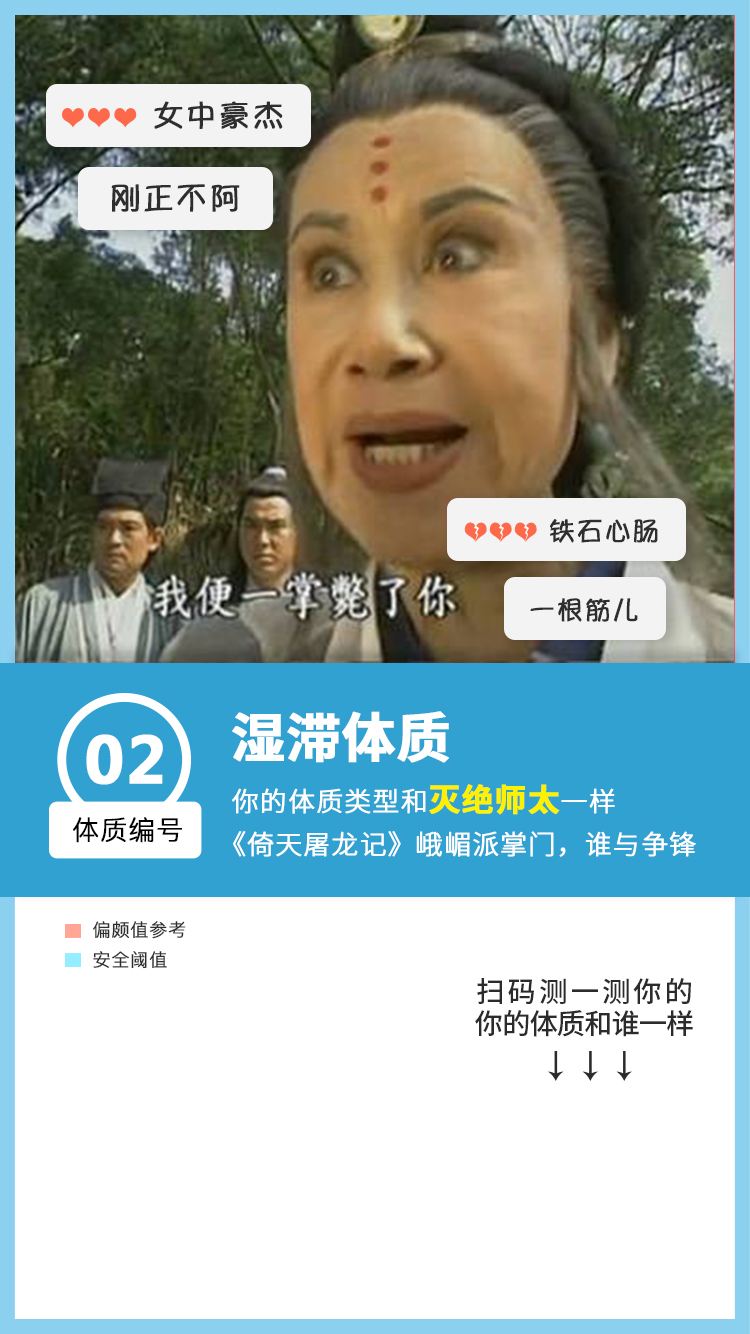 女中豪杰
刚正不阿
铁石心肠
一根筋儿
我便一掌斃了你
02
体质编号
湿滞体质
你的体质类型和灭绝师太一样
《倚天屠龙记》峨嵋派掌门，谁与争锋
偏颇值参考
安全阈值
扫码测一测你的
你的体质和谁一样
↓ ↓ ↓